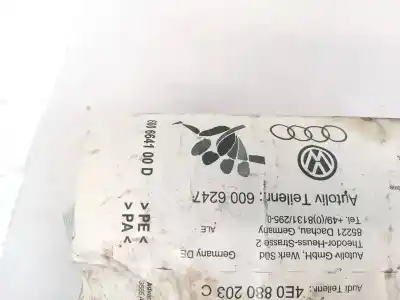 600 6641 00 D
>PE<
>PA<
Autoliv Teilenr.: 600 6247
ALE
Germany DE
Autoliv GmbH, Werk Süd
Theodor-Heuss-Strasse 2
85221 Dachau, Germany
Tel. +49/(0)8131/295-0
Audi Teilenr.:
4E0 880 203 C